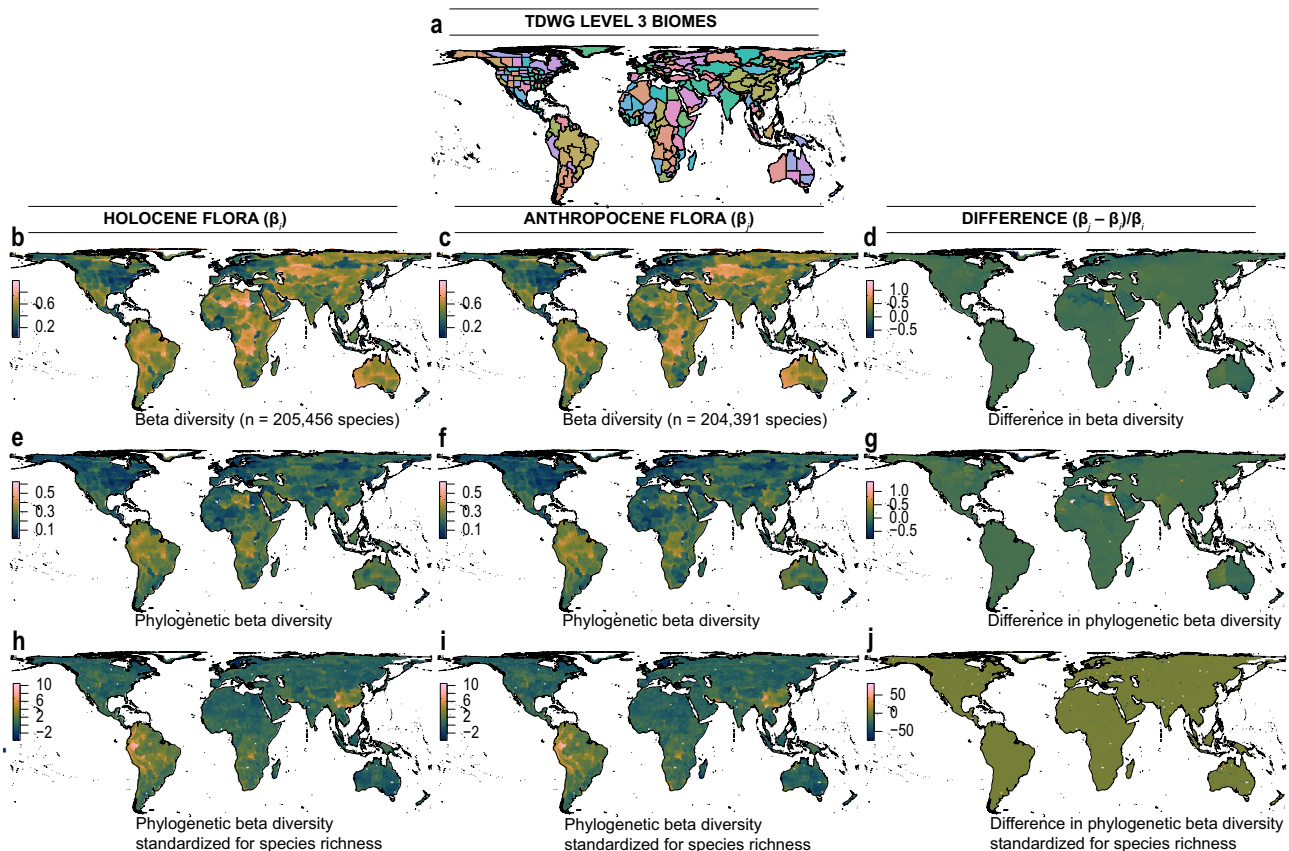 a
TDWG LEVEL 3 BIOMES
HOLOCENE FLORA (βi)
ANTHROPOCENE FLORA (βj)
DIFFERENCE (βj – βi)/βi
b
0.6
0.2
Beta diversity (n = 205,456 species)
c
0.6
0.2
Beta diversity (n = 204,391 species)
d
1.0
0.5
0.0
−0.5
Difference in beta diversity
e
0.5
0.3
0.1
Phylogenetic beta diversity
f
0.5
0.3
0.1
Phylogenetic beta diversity
g
1.0
0.5
0.0
−0.5
Difference in phylogenetic beta diversity
h
10
6
2
−2
Phylogenetic beta diversity
standardized for species richness
i
10
6
2
−2
Phylogenetic beta diversity
standardized for species richness
j
50
0
−50
Difference in phylogenetic beta diversity
standardized for species richness